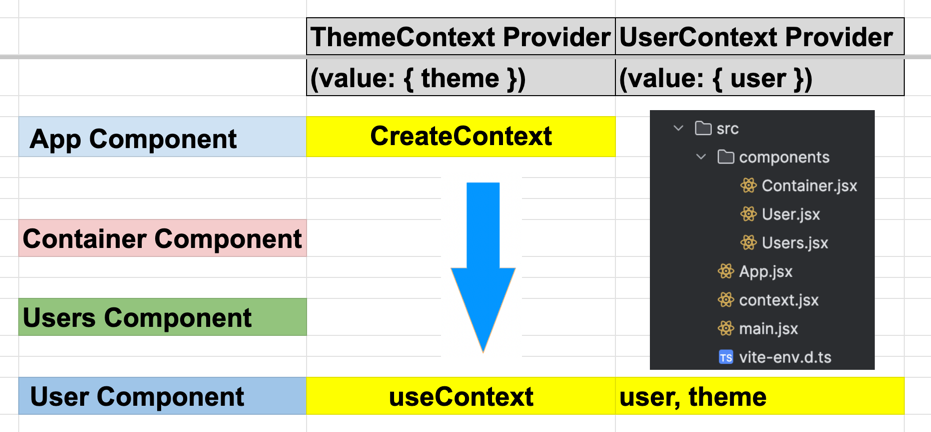 ThemeContext Provider UserContext Provider
(value: { theme }) (value: { user })
App Component CreateContext
Container Component
Users Component
User Component useContext user, theme
src
components
Container.jsx
User.jsx
Users.jsx
App.jsx
context.jsx
main.jsx
TS vite-env.d.ts